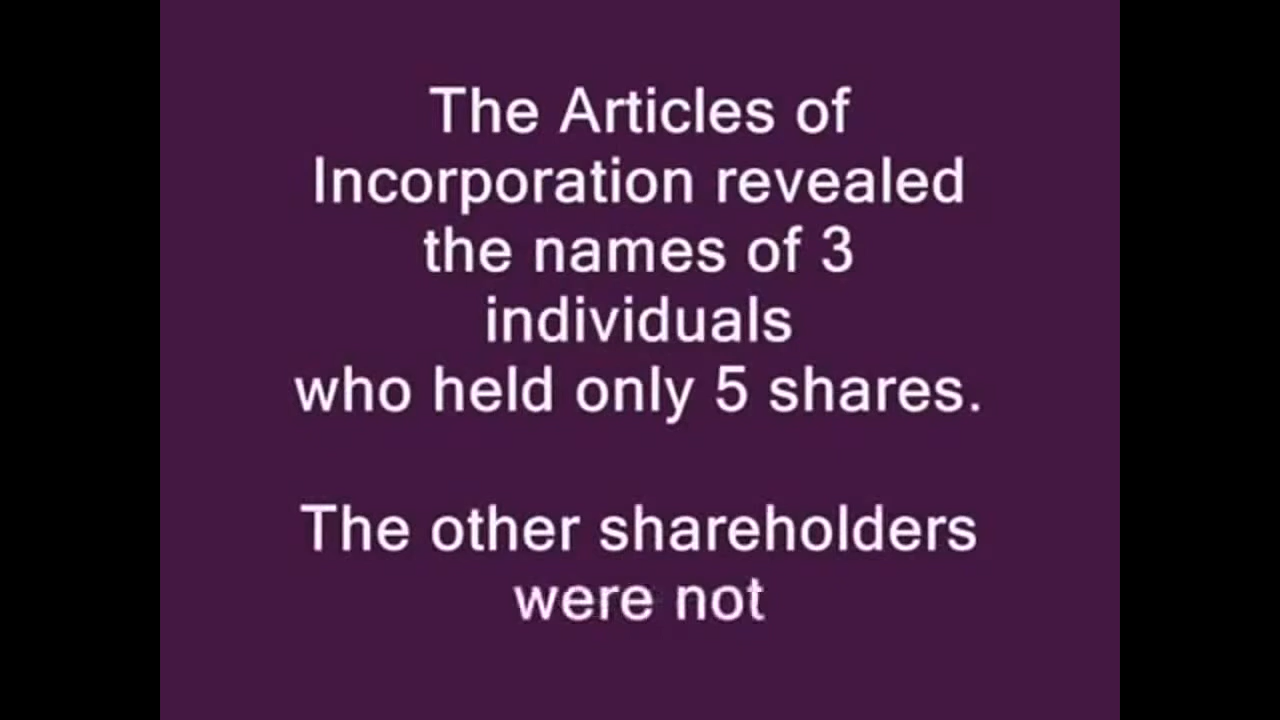 The Articles of
Incorporation revealed
the names of 3
individuals
who held only 5 shares.
The other shareholders
were not